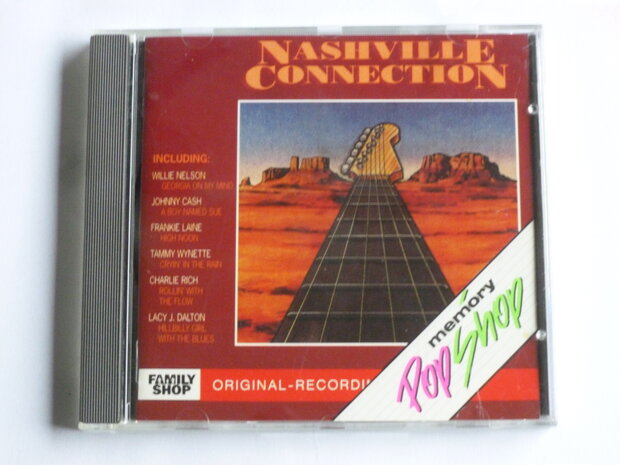 NASHVILLE
CONNECTION
INCLUDING:
WILLIE NELSON
GEORGIA ON MY MIND
JOHNNY CASH
A BOY NAMED SUE
FRANKIE LAINE
HIGH NOON
TAMMY WYNETTE
CRYIN' IN THE RAIN
CHARLIE RICH
ROLLIN' WITH
THE FLOW
LACY J. DALTON
HILLBILLY GIRL
WITH THE BLUES
FAMILY
SHOP
ORIGINAL-RECORDIN
memory
Pop Shop